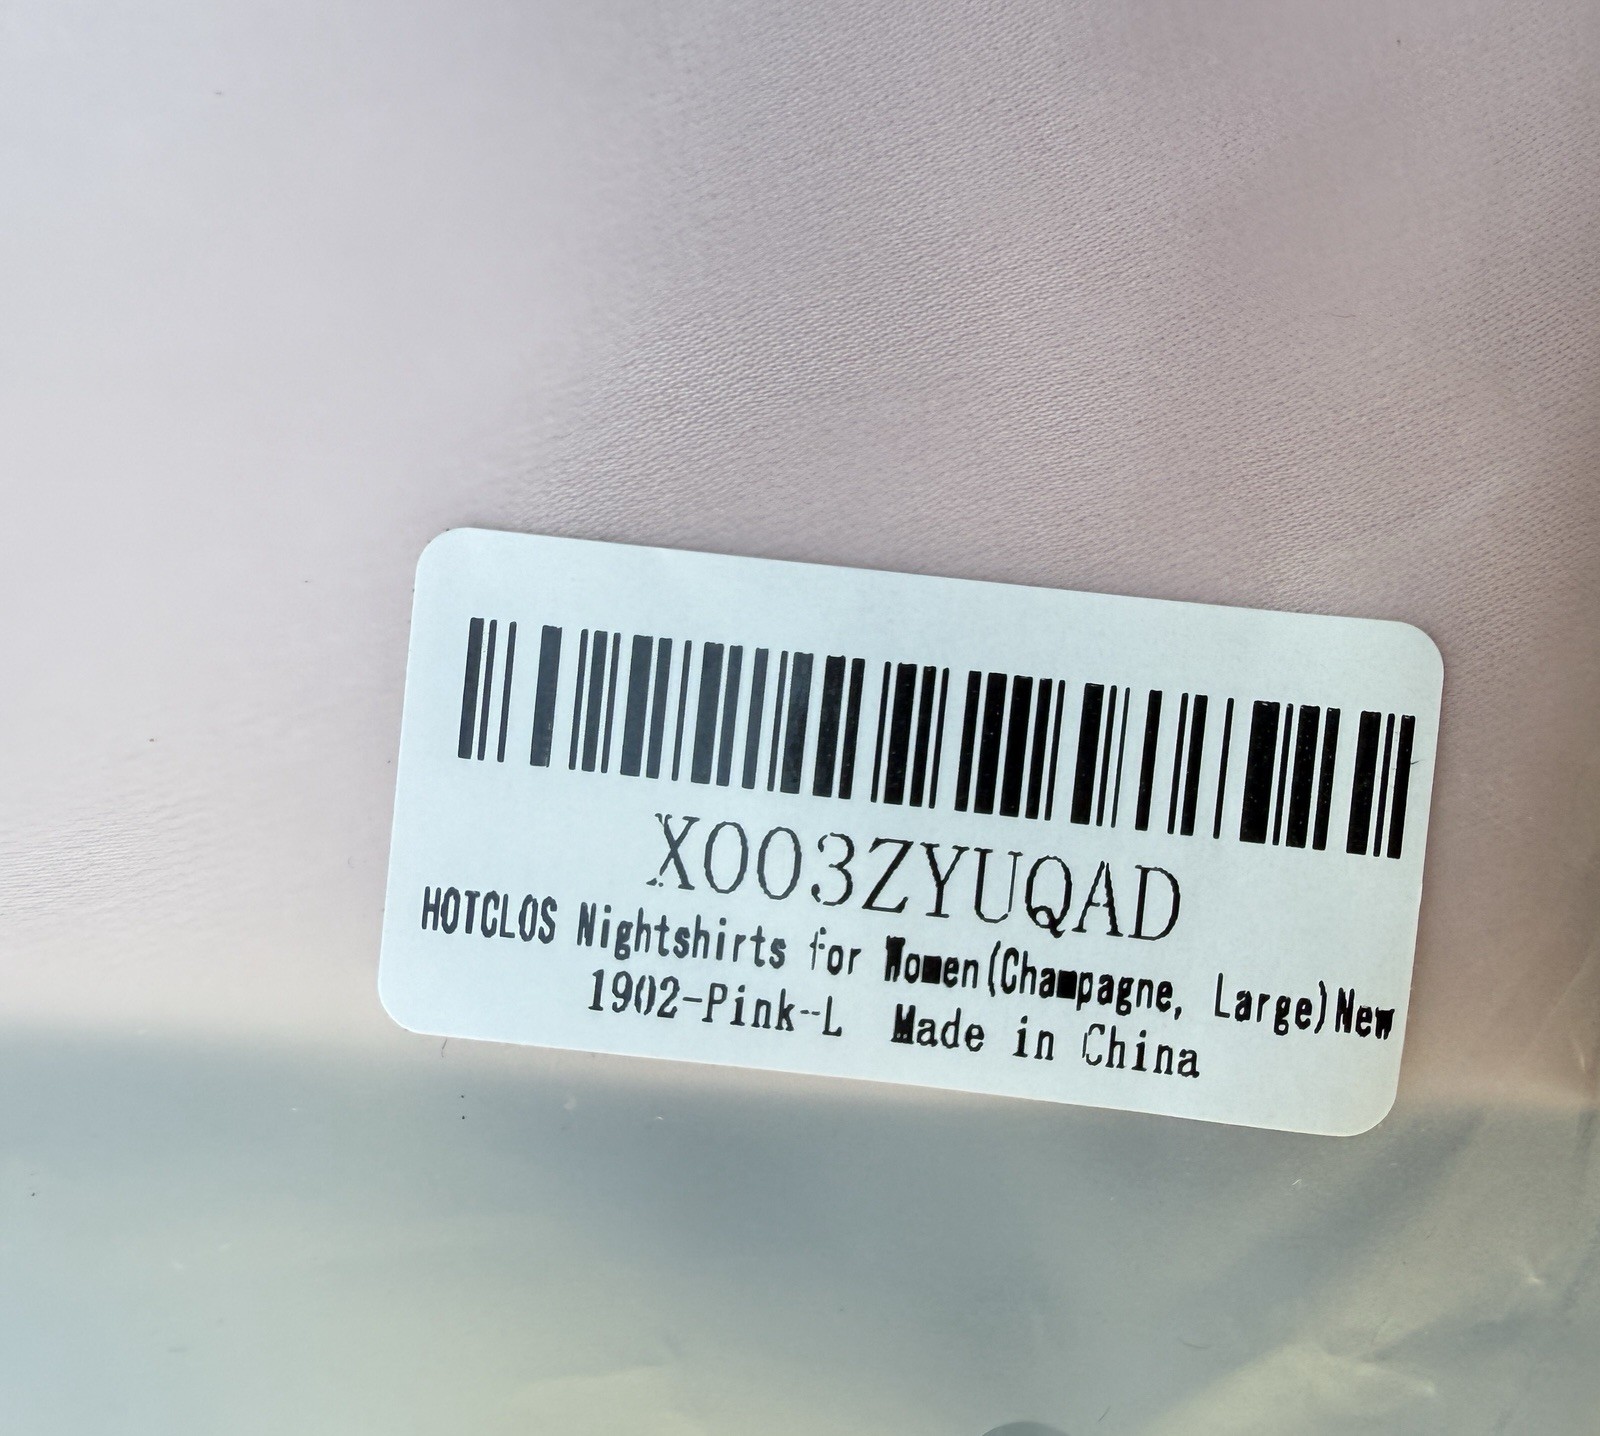 X003ZYUQAD
HOTCLOS Nightshirts for Women(Champagne, Large)New
1902-Pink-L Made in China